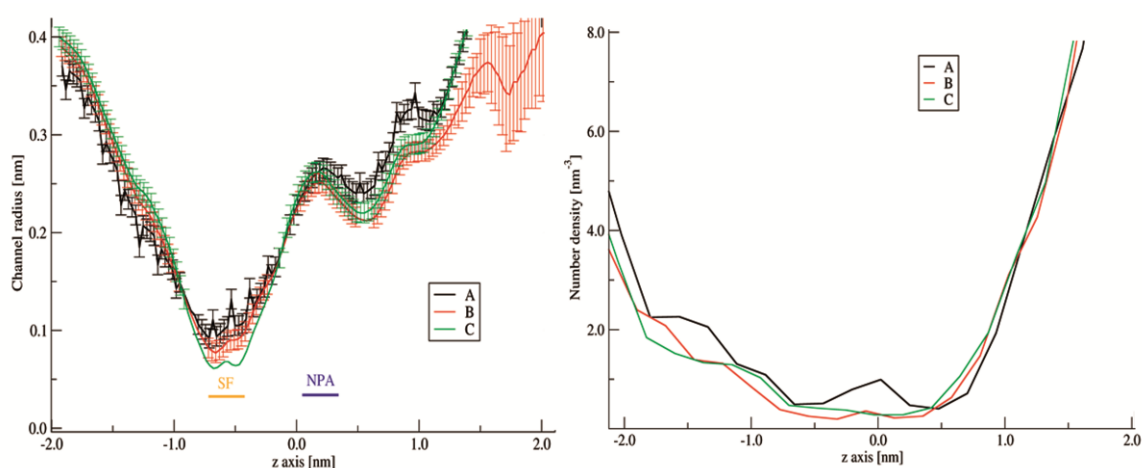 0.4
0.3
0.2
0.1
0.0
Channel radius [nm]
A
B
C
SF
NPA
-2.0
-1.0
0.0
1.0
2.0
z axis [nm]
8.0
6.0
4.0
2.0
Number density [nm⁻³]
A
B
C
-2.0
-1.0
0.0
1.0
2.0
z axis [nm]